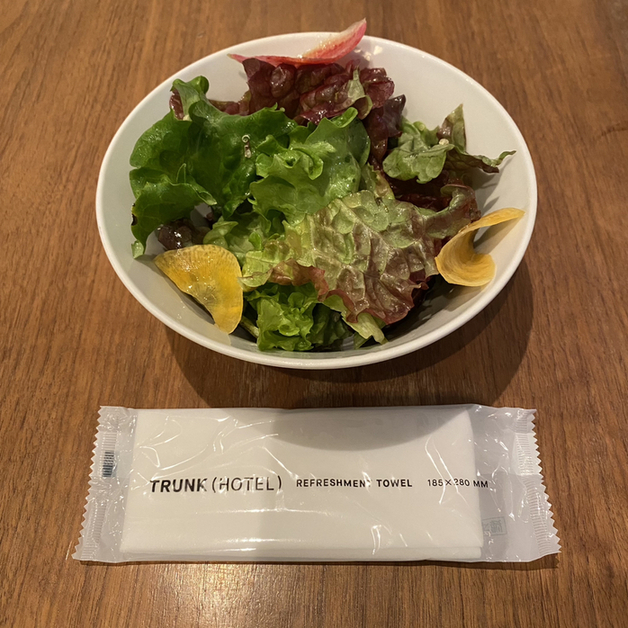 TRUNK (HOTEL) REFRESHMENT TOWEL 185×280 MM